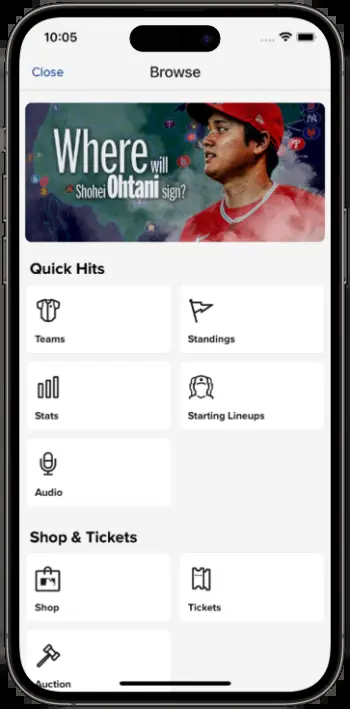 10:05
Close
Browse
Where will
Shohei Ohtani sign?
Quick Hits
Teams
Standings
Stats
Starting Lineups
Audio
Shop & Tickets
Shop
Tickets
Auction